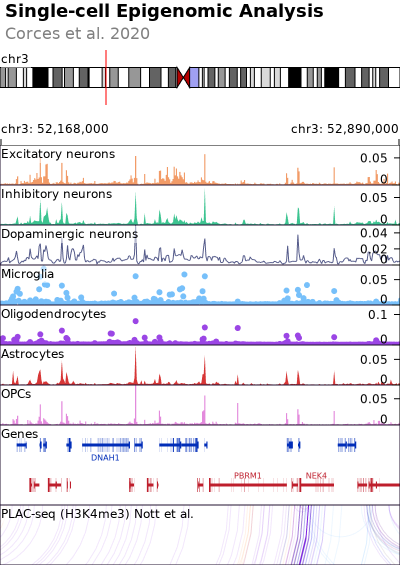 Single-cell Epigenomic Analysis
Corces et al. 2020
chr3
chr3: 52,168,000 chr3: 52,890,000
Excitatory neurons 0.05
0
Inhibitory neurons 0.05
0
Dopaminergic neurons 0.04
0.02
0
Microglia 0.05
0
Oligodendrocytes 0.1
0
Astrocytes 0.05
0
OPCs 0.05
0
Genes
DNAH1
PBRM1 NEK4
PLAC-seq (H3K4me3) Nott et al.